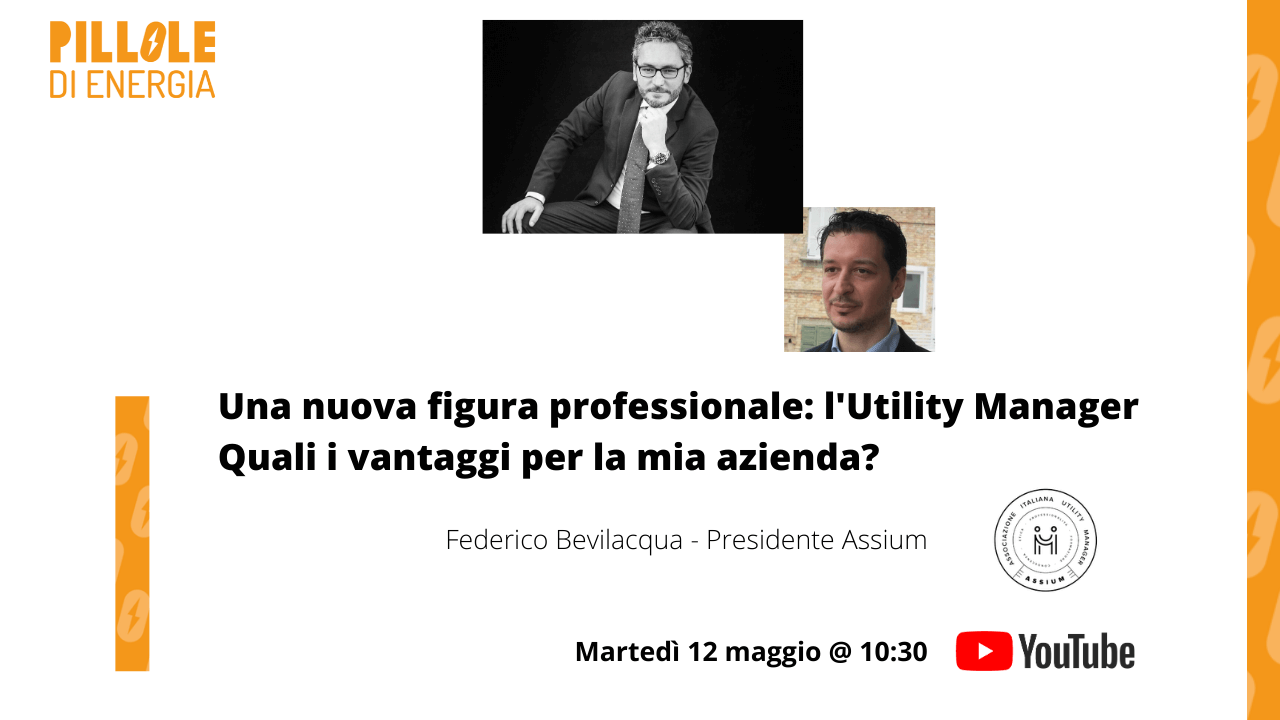 PILLOLE
DI ENERGIA
Una nuova figura professionale: l'Utility Manager
Quali i vantaggi per la mia azienda?
Federico Bevilacqua - Presidente Assium
ASSOCIAZIONE ITALIANA UTILITY MANAGER
ASSIUM
Martedì 12 maggio @ 10:30
YouTube